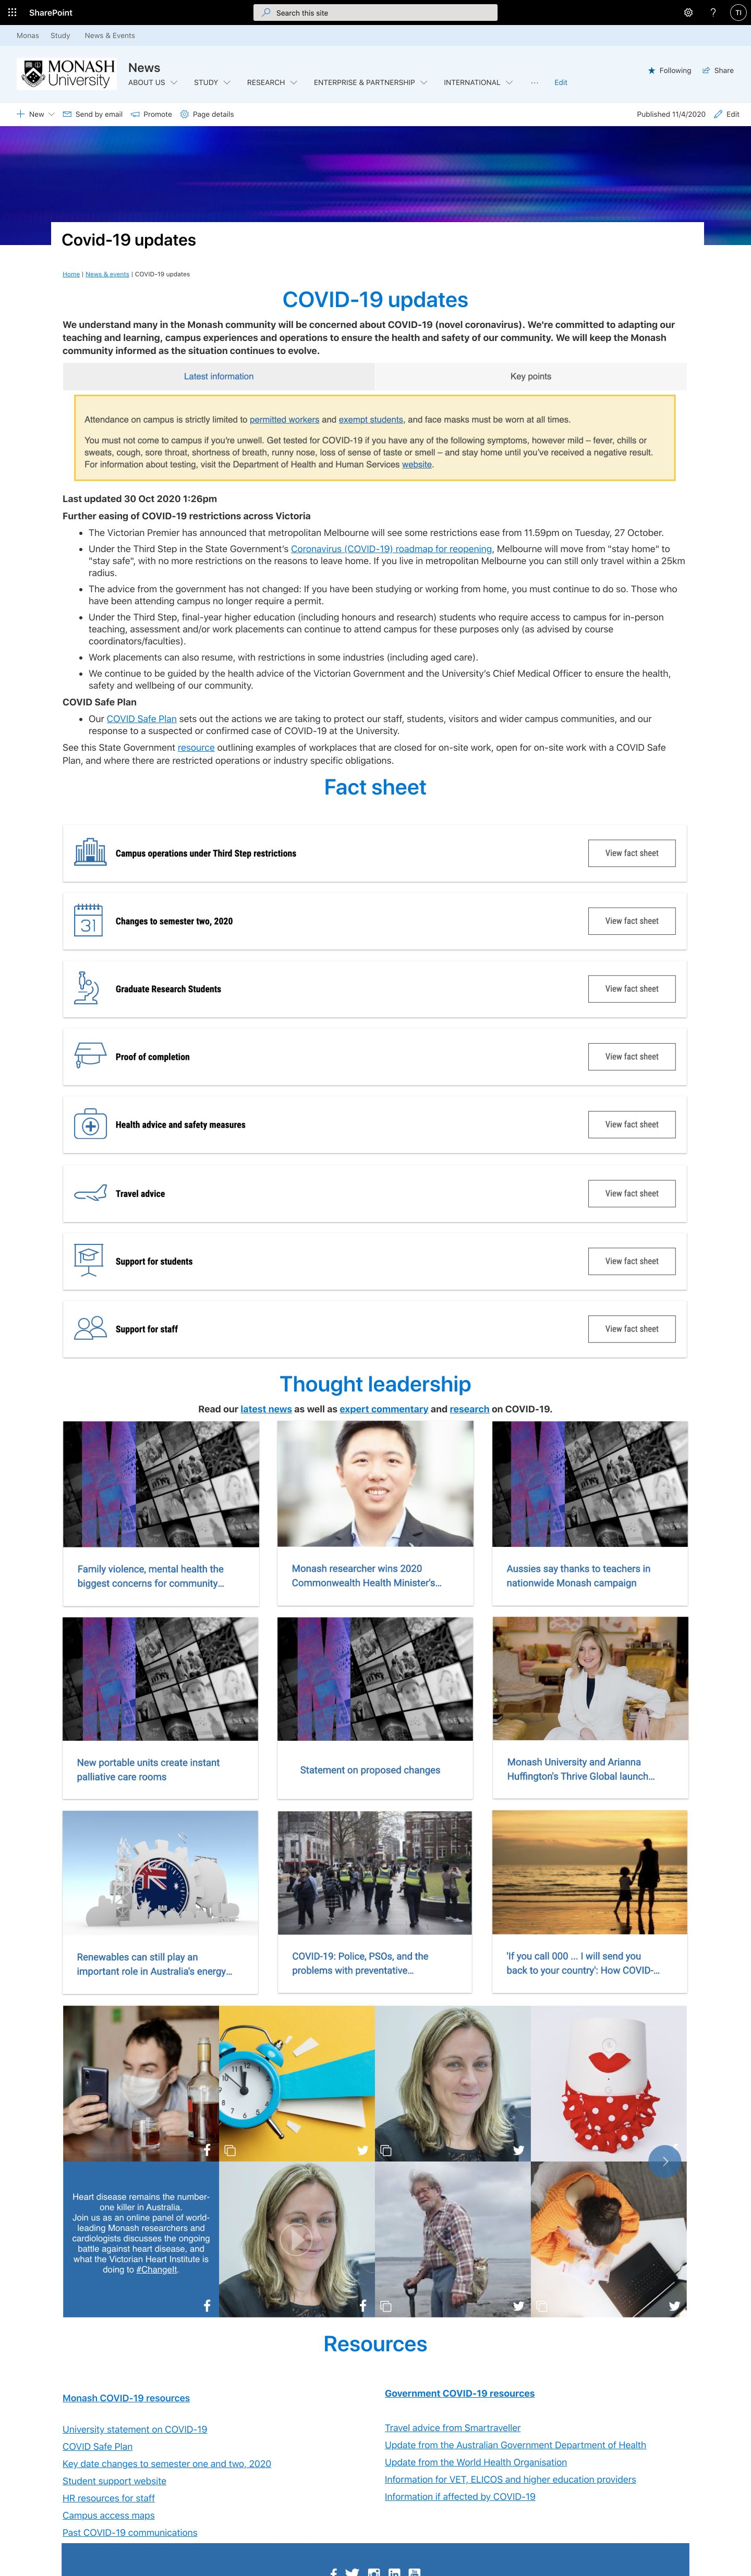 SharePoint
Search this site
?
TI
Monas Study News & Events
MONASH University
News
ABOUT US STUDY RESEARCH ENTERPRISE & PARTNERSHIP INTERNATIONAL ... Edit
Following Share
New Send by email Promote Page details
Published 11/4/2020 Edit
Covid-19 updates
Home | News & events | COVID-19 updates
COVID-19 updates
We understand many in the Monash community will be concerned about COVID-19 (novel coronavirus). We're committed to adapting our
teaching and learning, campus experiences and operations to ensure the health and safety of our community. We will keep the Monash
community informed as the situation continues to evolve.
Latest information
Key points
Attendance on campus is strictly limited to permitted workers and exempt students, and face masks must be worn at all times.
You must not come to campus if you're unwell. Get tested for COVID-19 if you have any of the following symptoms, however mild – fever, chills or
sweats, cough, sore throat, shortness of breath, runny nose, loss of sense of taste or smell – and stay home until you've received a negative result.
For information about testing, visit the Department of Health and Human Services website.
Last updated 30 Oct 2020 1:26pm
Further easing of COVID-19 restrictions across Victoria
• The Victorian Premier has announced that metropolitan Melbourne will see some restrictions ease from 11.59pm on Tuesday, 27 October.
• Under the Third Step in the State Government's Coronavirus (COVID-19) roadmap for reopening, Melbourne will move from "stay home" to
"stay safe", with no more restrictions on the reasons to leave home. If you live in metropolitan Melbourne you can still only travel within a 25km
radius.
• The advice from the government has not changed: If you have been studying or working from home, you must continue to do so. Those who
have been attending campus no longer require a permit.
• Under the Third Step, final-year higher education (including honours and research) students who require access to campus for in-person
teaching, assessment and/or work placements can continue to attend campus for these purposes only (as advised by course
coordinators/faculties).
• Work placements can also resume, with restrictions in some industries (including aged care).
• We continue to be guided by the health advice of the Victorian Government and the University's Chief Medical Officer to ensure the health,
safety and wellbeing of our community.
COVID Safe Plan
• Our COVID Safe Plan sets out the actions we are taking to protect our staff, students, visitors and wider campus communities, and our
response to a suspected or confirmed case of COVID-19 at the University.
See this State Government resource outlining examples of workplaces that are closed for on-site work, open for on-site work with a COVID Safe
Plan, and where there are restricted operations or industry specific obligations.
Fact sheet
Campus operations under Third Step restrictions
View fact sheet
31
Changes to semester two, 2020
View fact sheet
Graduate Research Students
View fact sheet
Proof of completion
View fact sheet
Health advice and safety measures
View fact sheet
Travel advice
View fact sheet
Support for students
View fact sheet
Support for staff
View fact sheet
Thought leadership
Read our latest news as well as expert commentary and research on COVID-19.
Family violence, mental health the
biggest concerns for community...
Monash researcher wins 2020
Commonwealth Health Minister's...
Aussies say thanks to teachers in
nationwide Monash campaign
New portable units create instant
palliative care rooms
Statement on proposed changes
Monash University and Arianna
Huffington's Thrive Global launch...
Renewables can still play an
important role in Australia's energy...
COVID-19: Police, PSOs, and the
problems with preventative...
'If you call 000 ... I will send you
back to your country': How COVID-...
Heart disease remains the number-
one killer in Australia.
Join us as an online panel of world-
leading Monash researchers and
cardiologists discusses the ongoing
battle against heart disease, and
what the Victorian Heart Institute is
doing to #ChangeIt.
Resources
Monash COVID-19 resources
University statement on COVID-19
COVID Safe Plan
Key date changes to semester one and two, 2020
Student support website
HR resources for staff
Campus access maps
Past COVID-19 communications
Government COVID-19 resources
Travel advice from Smartraveller
Update from the Australian Government Department of Health
Update from the World Health Organisation
Information for VET, ELICOS and higher education providers
Information if affected by COVID-19